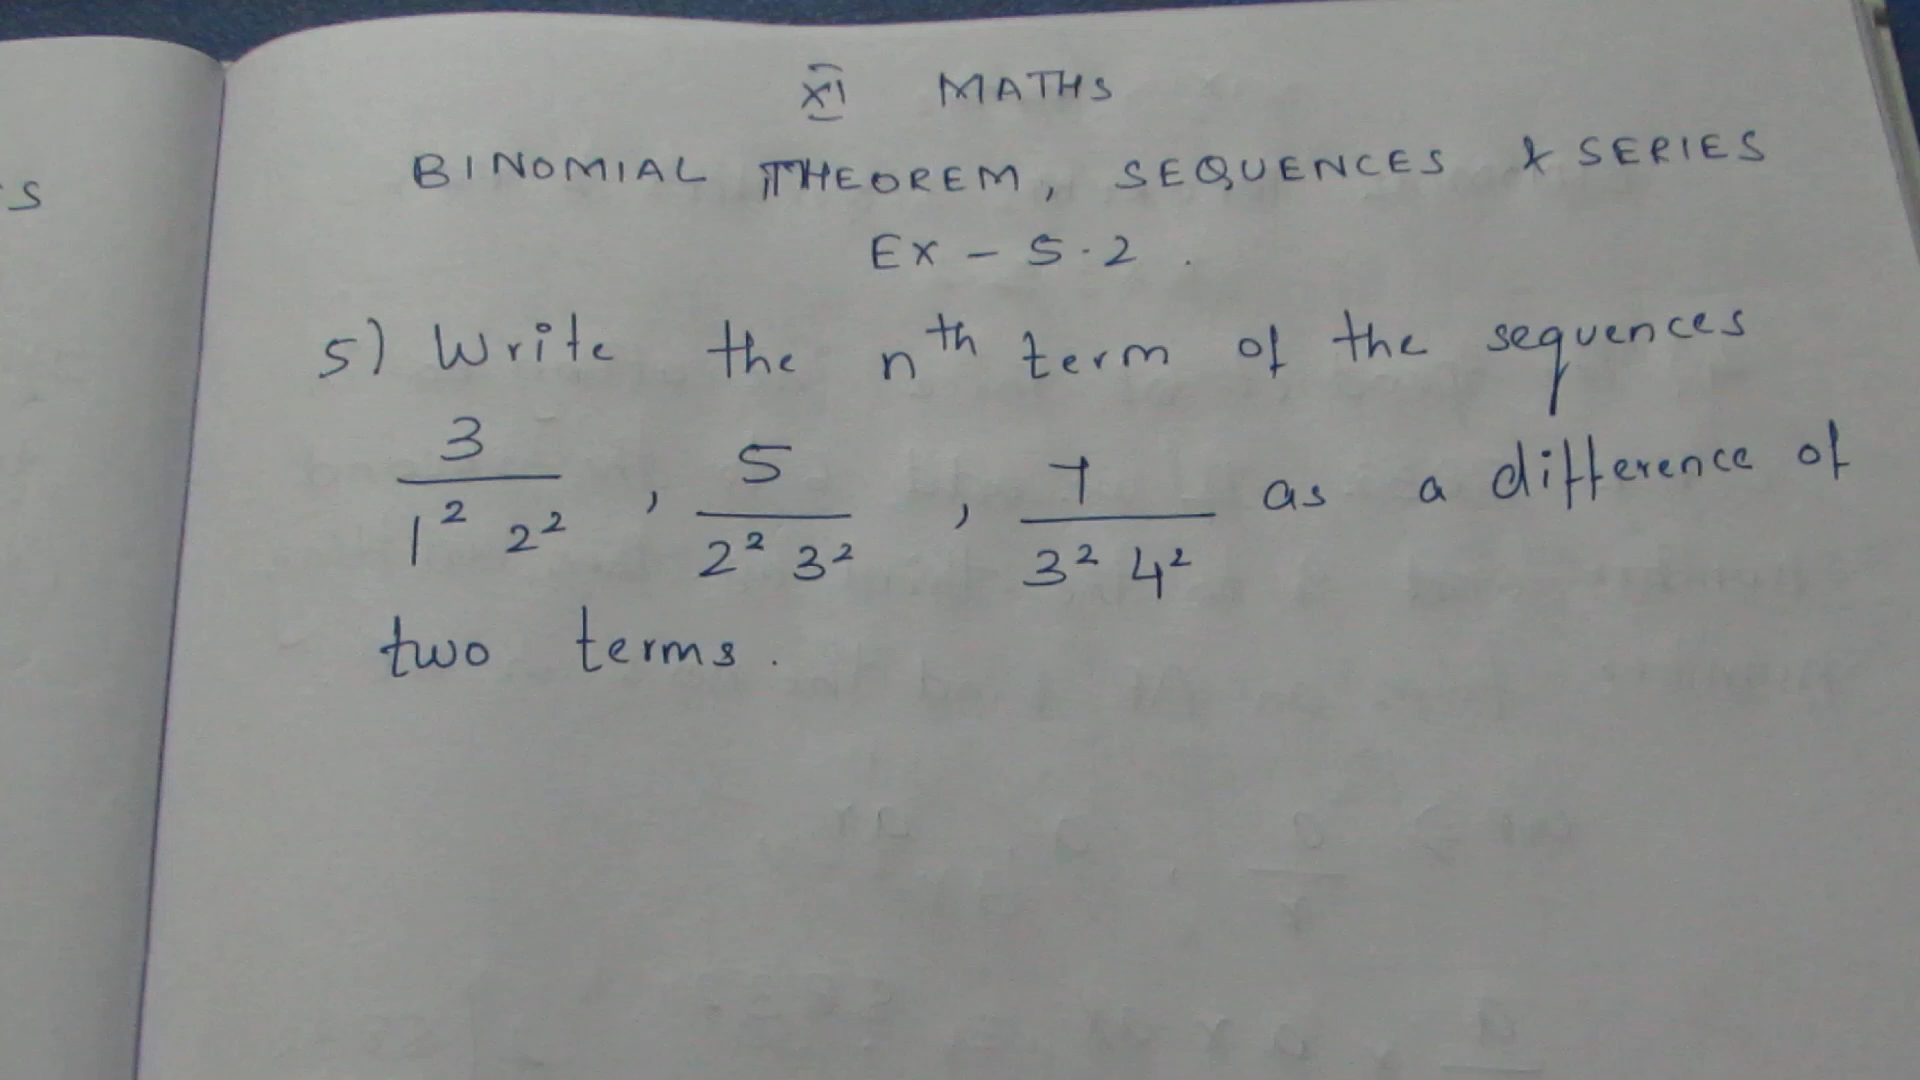 S
XI MATHS
BINOMIAL THEOREM, SEQUENCES & SERIES
EX - 5.2.
5) Write the nth term of the sequences
3/1² 2², 5/2² 3², 7/3² 4² as a difference of
two terms.